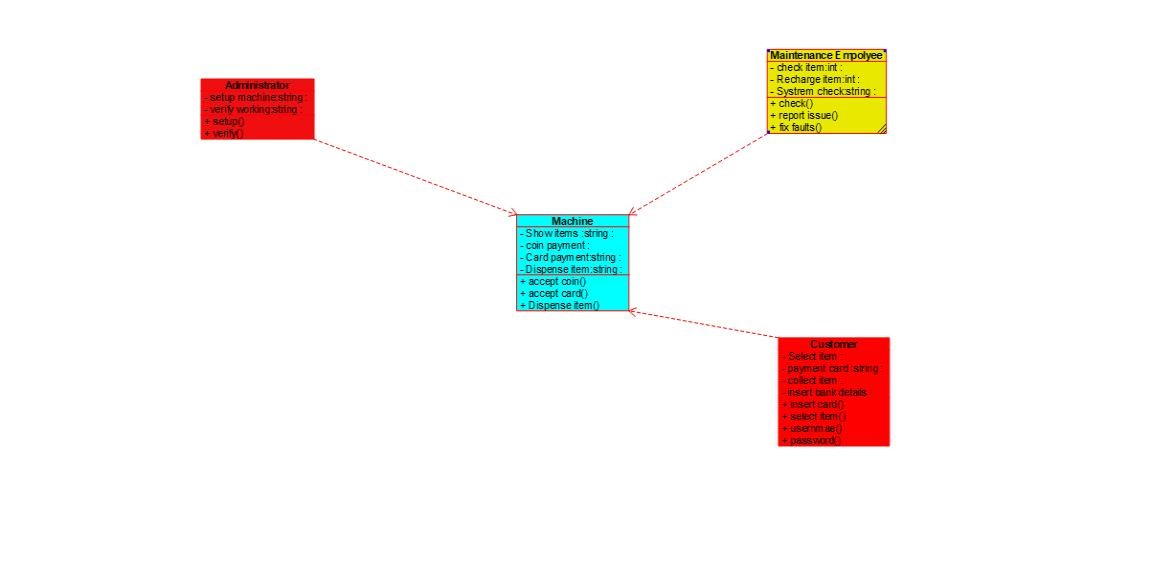 Administrator
- setup machine:string :
- verify working:string :
+ setup()
+ verify()
Maintenance Empolyee
- check item:int :
- Recharge item:int :
- Systrem check:string :
+ check()
+ report issue()
+ fix faults()
Machine
- Show items :string :
- coin payment :
- Card payment:string :
- Dispense item:string :
+ accept coin()
+ accept card()
+ Dispense item()
Customer
- Select item :
- payment card :string :
- collect item :
- insert bank details :
+ insert card()
+ select item()
+ usernmae()
+ password()